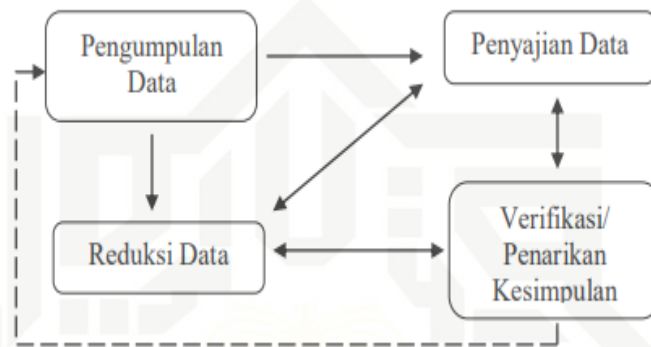 Pengumpulan
Data
Penyajian Data
Reduksi Data
Verifikasi/
Penarikan
Kesimpulan